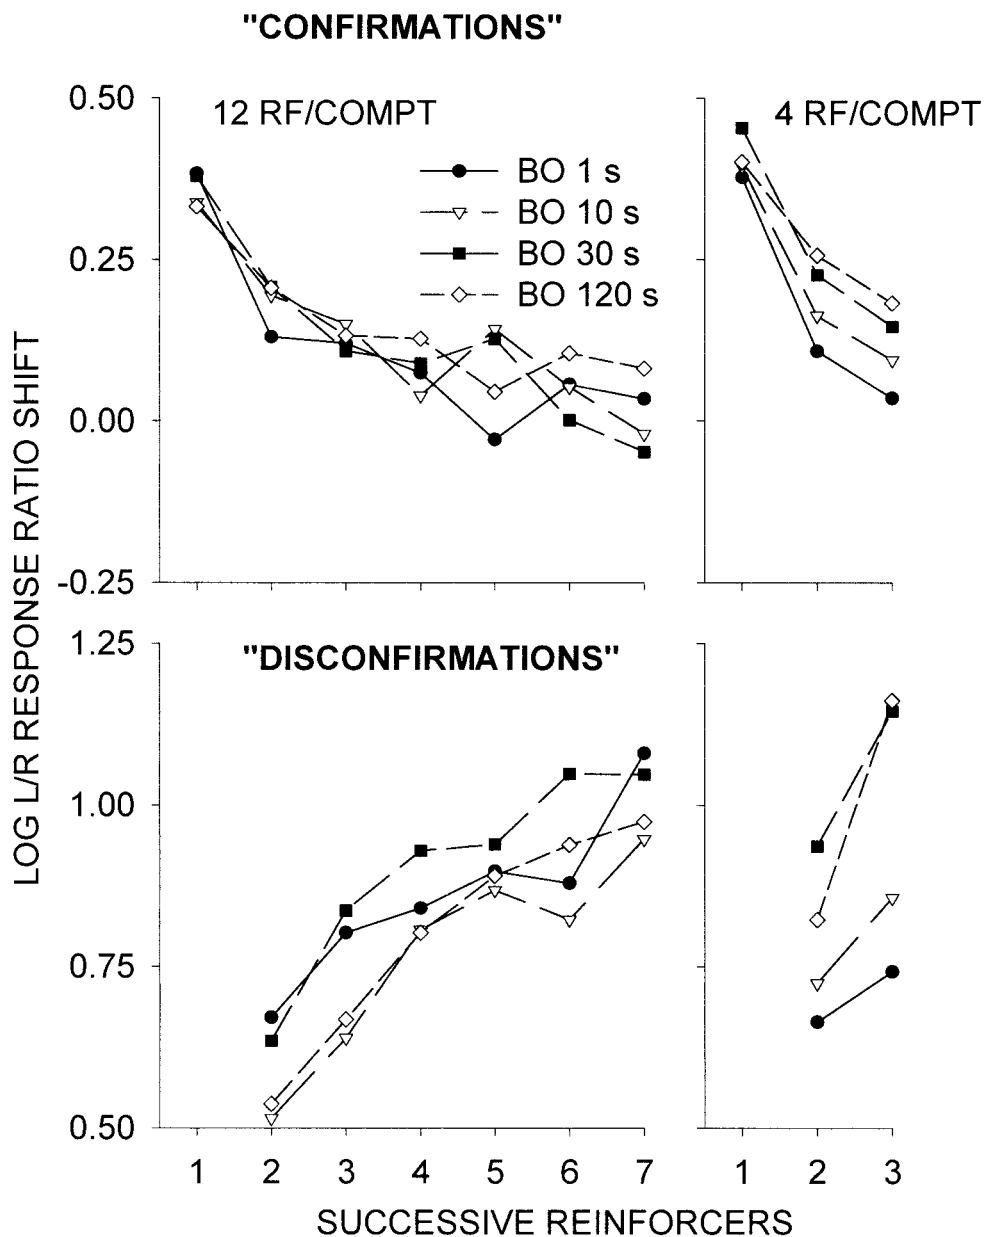 "CONFIRMATIONS"
12 RF/COMPT
4 RF/COMPT
BO 1 s
BO 10 s
BO 30 s
BO 120 s
0.50
0.25
0.00
-0.25
LOG L/R RESPONSE RATIO SHIFT
"DISCONFIRMATIONS"
1.25
1.00
0.75
0.50
1 2 3 4 5 6 7
1 2 3
SUCCESSIVE REINFORCERS